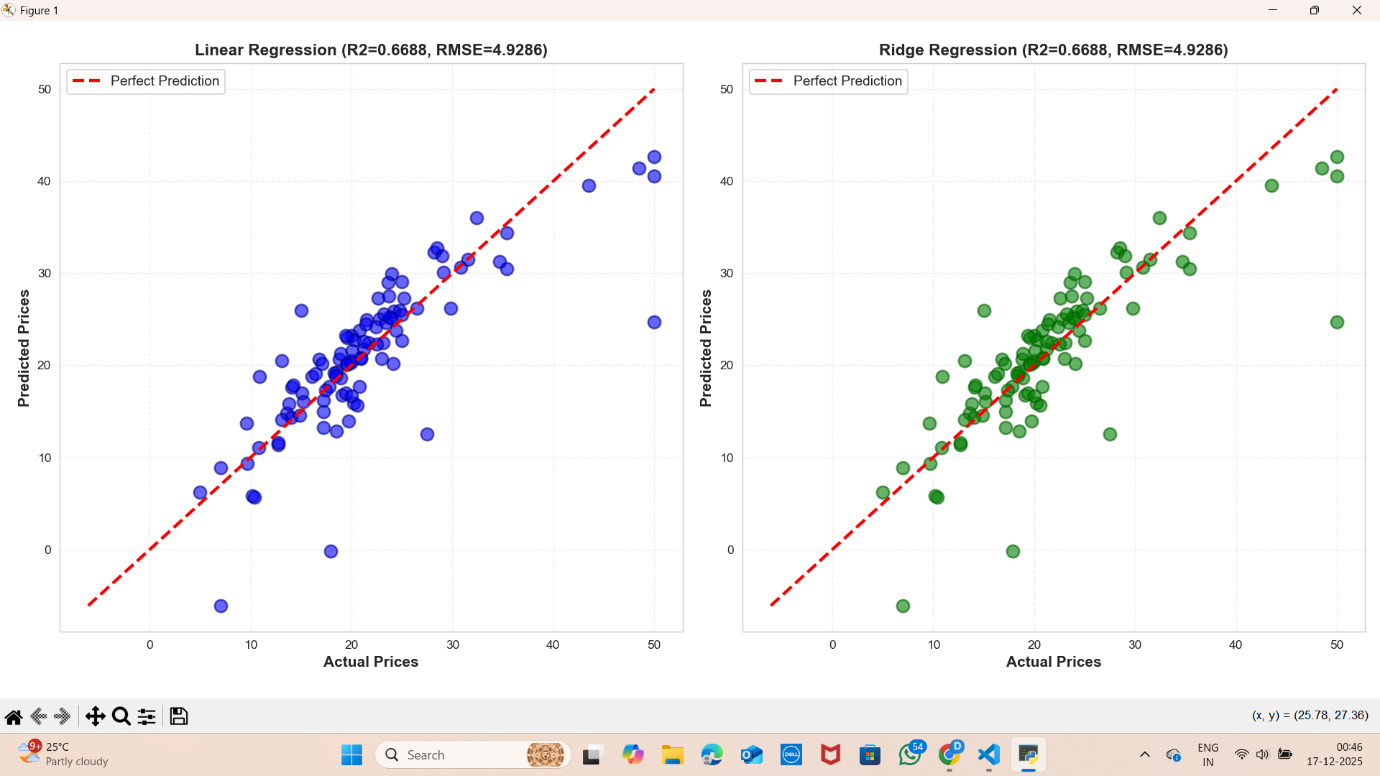 Figure 1
Linear Regression (R2=0.6688, RMSE=4.9286)
Perfect Prediction
50
40
30
20
10
0
Predicted Prices
0 10 20 30 40 50
Actual Prices
Ridge Regression (R2=0.6688, RMSE=4.9286)
Perfect Prediction
50
40
30
20
10
0
Predicted Prices
0 10 20 30 40 50
Actual Prices
(x, y) = (25.78, 27.36)
9+
25°C
Partly cloudy
Search
DELL
54
D
ENG
IN
00:46
17-12-2025